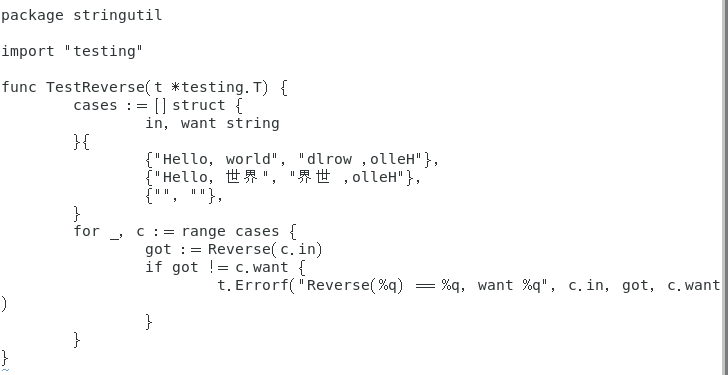 package stringutil

import "testing"

func TestReverse(t *testing.T) {
        cases := []struct {
                in, want string
        }{
                {"Hello, world", "dlrow ,olleH"},
                {"Hello, 世界", "界世 ,olleH"},
                {"", ""},
        }
        for _, c := range cases {
                got := Reverse(c.in)
                if got != c.want {
                        t.Errorf("Reverse(%q) == %q, want %q", c.in, got, c.want
)
                }
        }
}
~